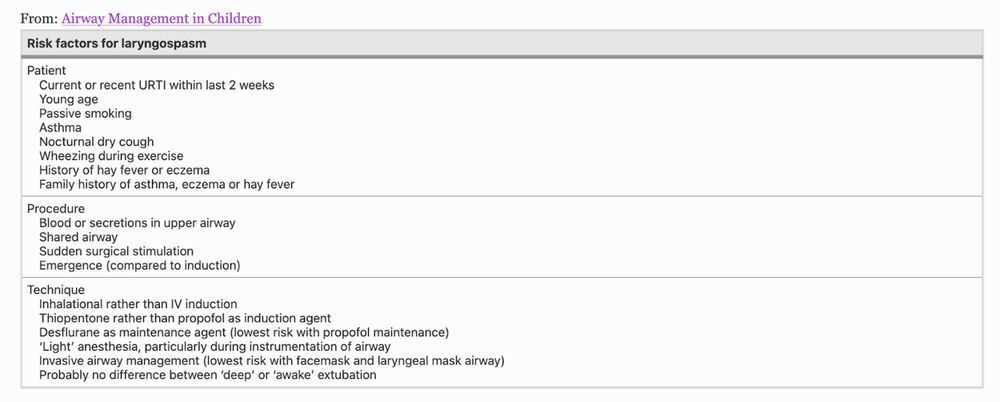 From: Airway Management in Children
Risk factors for laryngospasm
Patient
Current or recent URTI within last 2 weeks
Young age
Passive smoking
Asthma
Nocturnal dry cough
Wheezing during exercise
History of hay fever or eczema
Family history of asthma, eczema or hay fever
Procedure
Blood or secretions in upper airway
Shared airway
Sudden surgical stimulation
Emergence (compared to induction)
Technique
Inhalational rather than IV induction
Thiopentone rather than propofol as induction agent
Desflurane as maintenance agent (lowest risk with propofol maintenance)
‘Light’ anesthesia, particularly during instrumentation of airway
Invasive airway management (lowest risk with facemask and laryngeal mask airway)
Probably no difference between ‘deep’ or ‘awake’ extubation